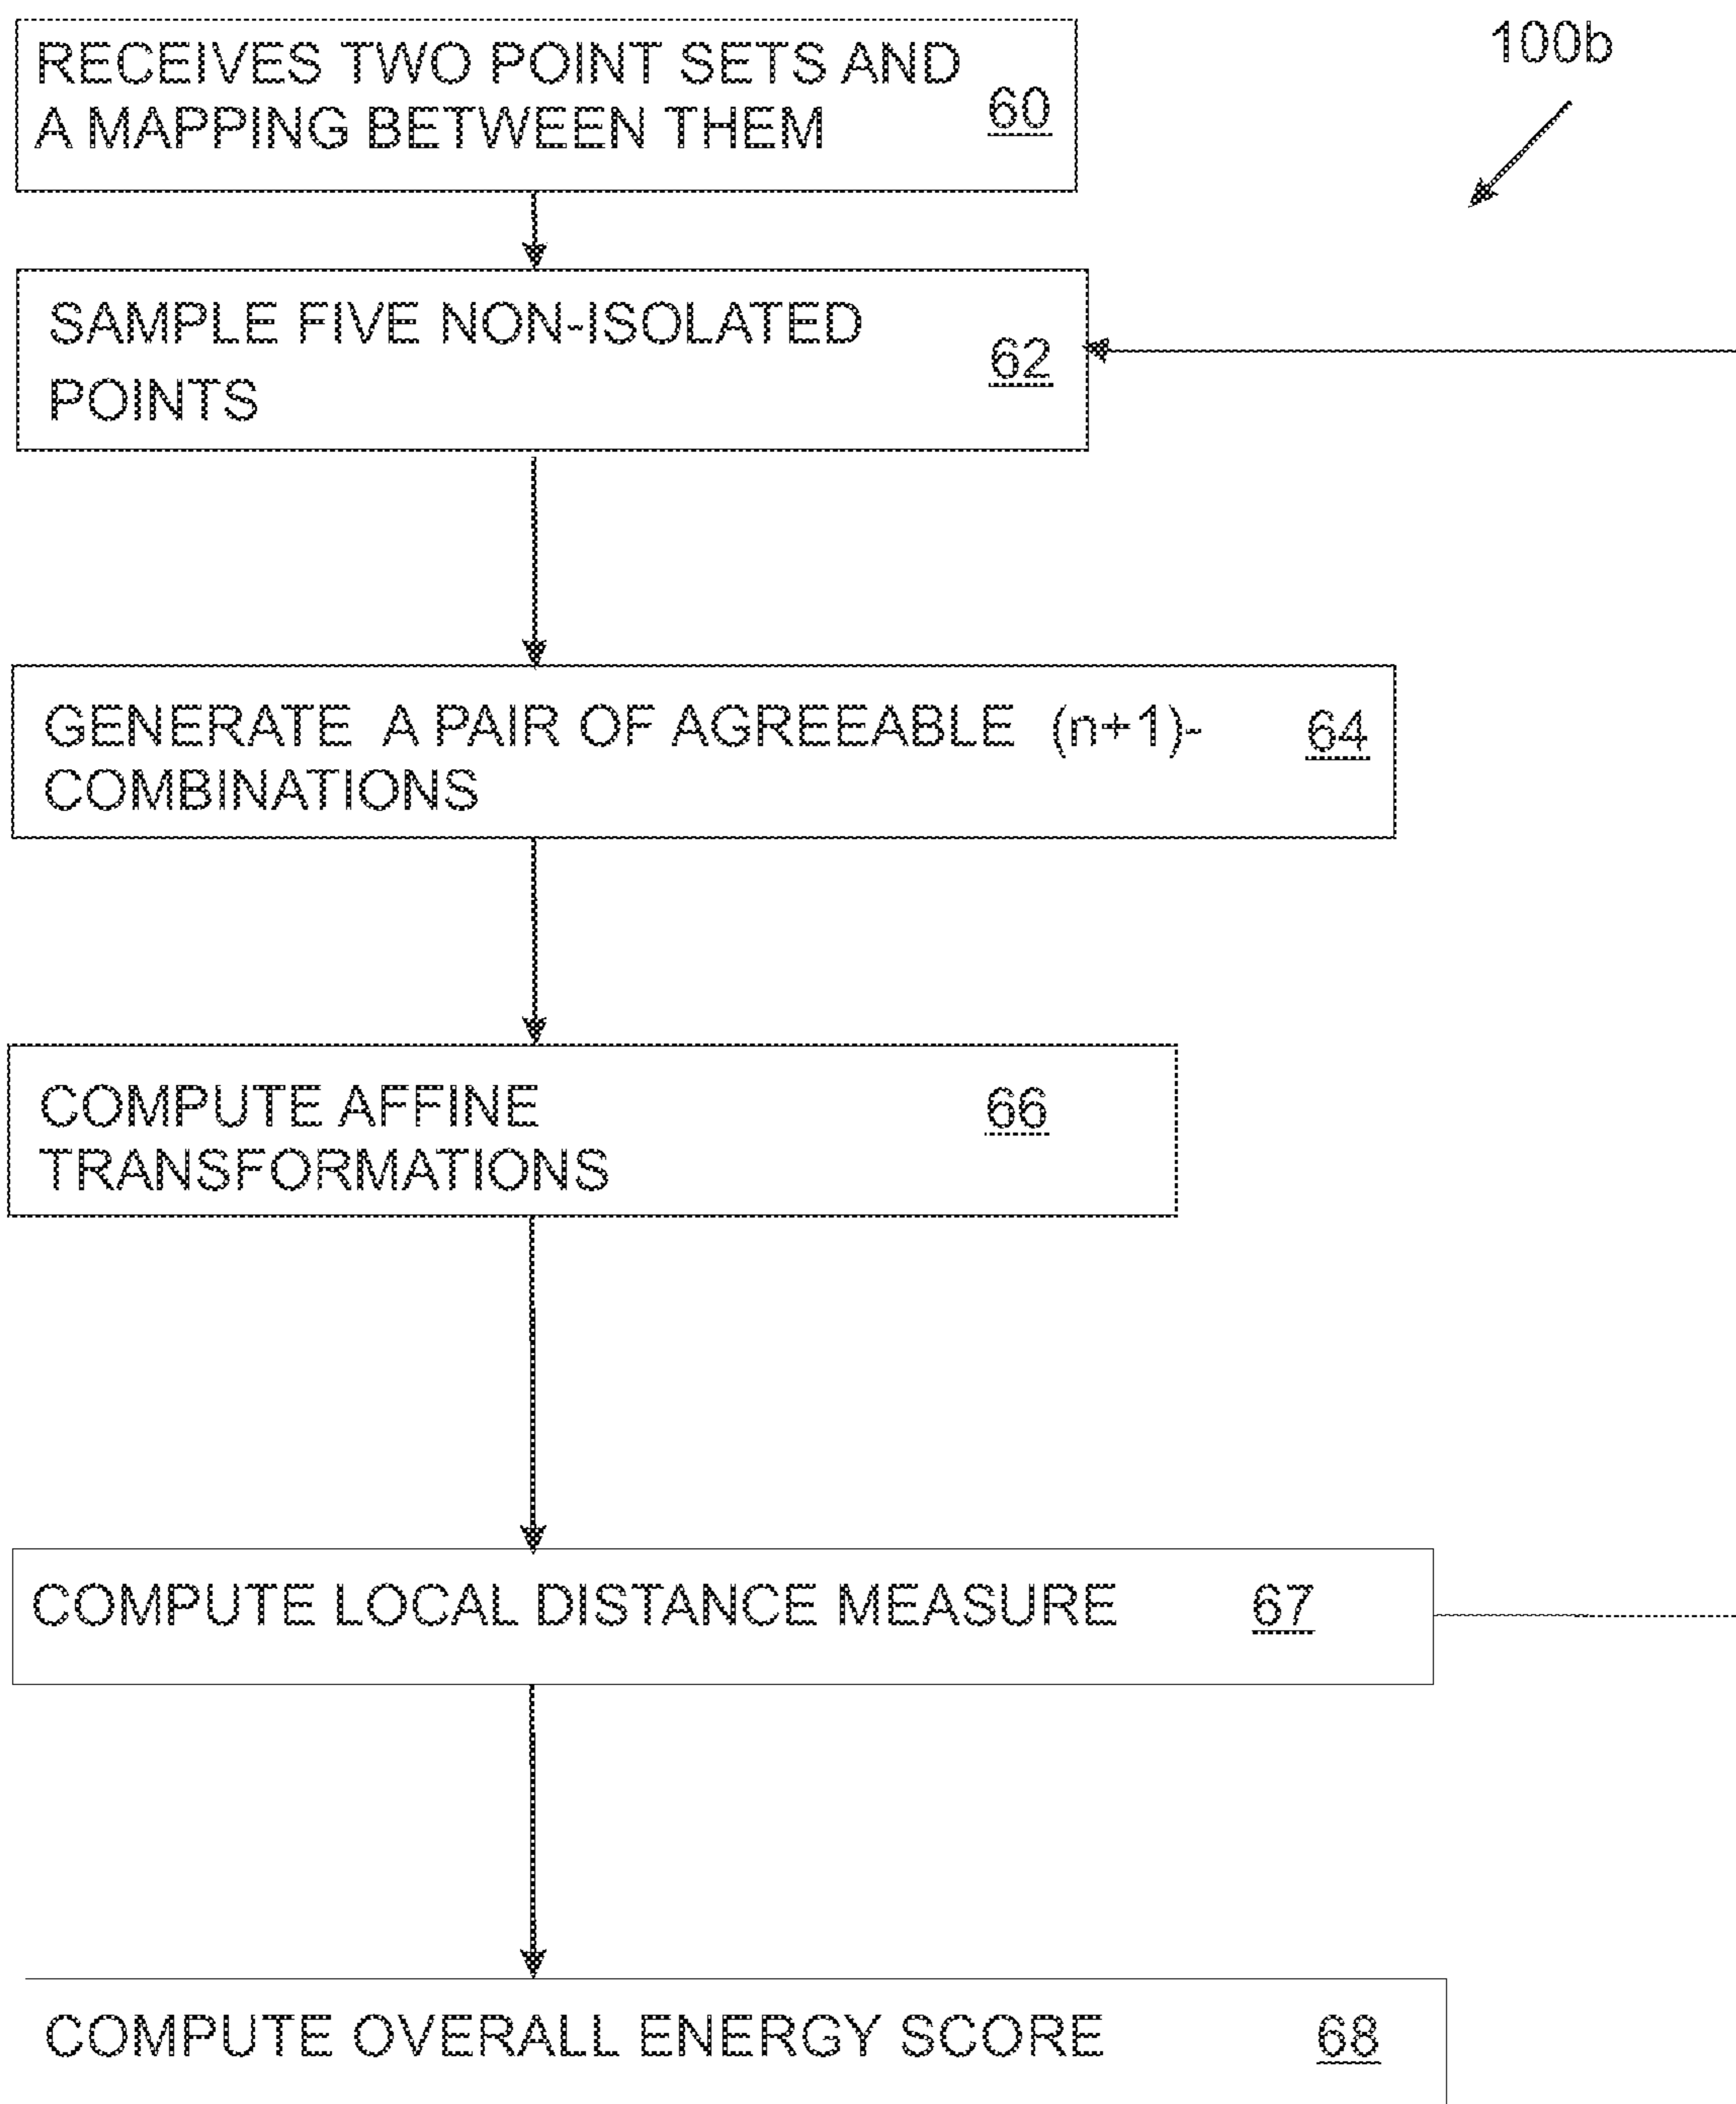 100b
RECEIVES TWO POINT SETS AND
A MAPPING BETWEEN THEM
60
SAMPLE FIVE NON-ISOLATED
POINTS
62
GENERATE A PAIR OF AGREEABLE (n+1)-
COMBINATIONS
64
COMPUTE AFFINE
TRANSFORMATIONS
66
COMPUTE LOCAL DISTANCE MEASURE 67
COMPUTE OVERALL ENERGY SCORE 68